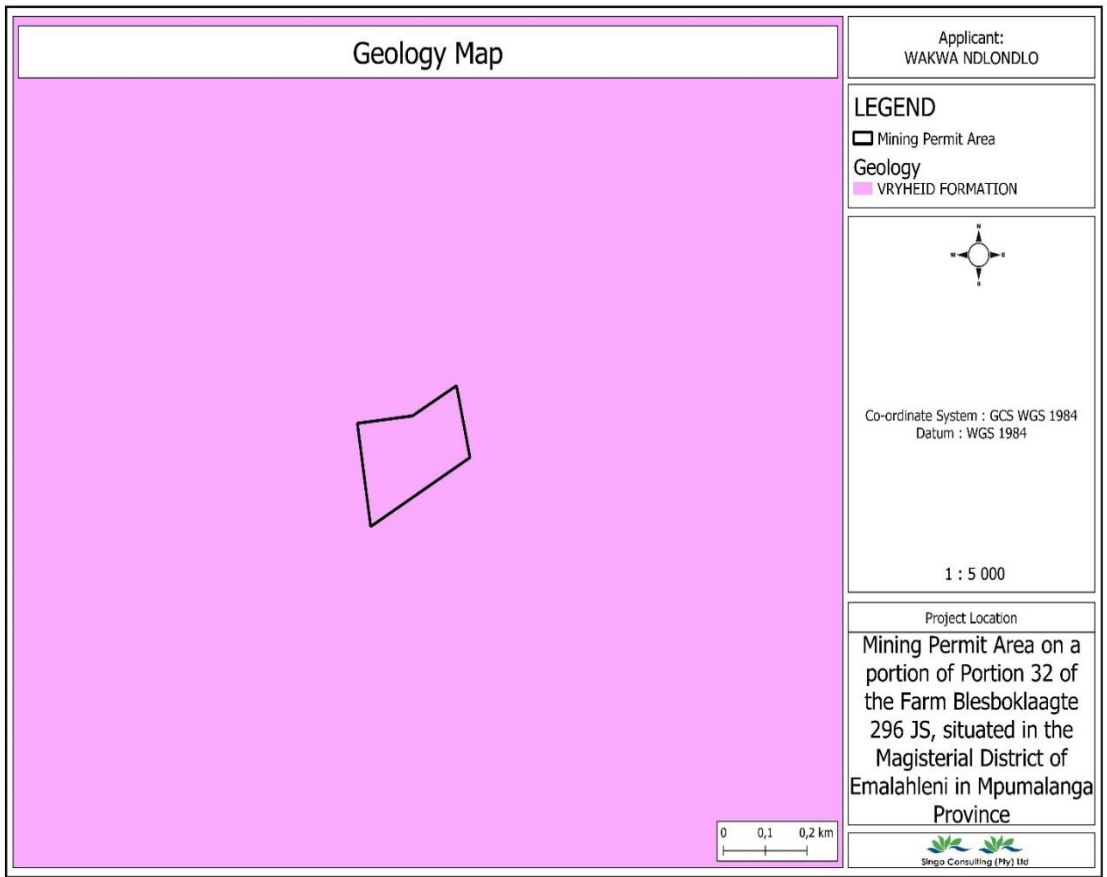 Geology Map
Applicant:
WAKWA NDLONDLO
LEGEND
Mining Permit Area
Geology
VRYHEID FORMATION
N
W E
S
Co-ordinate System : GCS WGS 1984
Datum : WGS 1984
1 : 5 000
Project Location
Mining Permit Area on a
portion of Portion 32 of
the Farm Blesboklaagte
296 JS, situated in the
Magisterial District of
Emalahleni in Mpumalanga
Province
0 0,1 0,2 km
Singo Consulting (Pty) Ltd